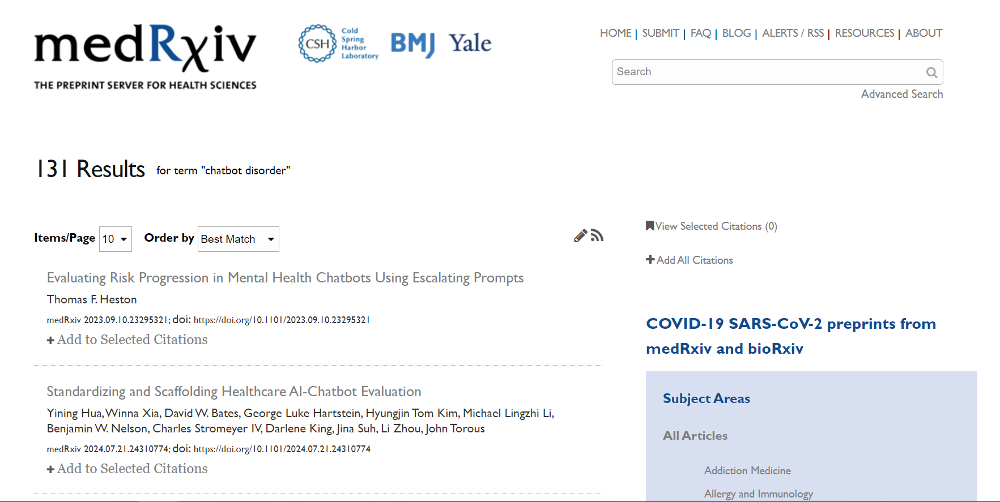 medRxiv
THE PREPRINT SERVER FOR HEALTH SCIENCES
CSH
Cold
Spring
Harbor
Laboratory
BMJ
Yale
HOME | SUBMIT | FAQ | BLOG | ALERTS / RSS | RESOURCES | ABOUT
Search
Advanced Search
131 Results for term "chatbot disorder"
Items/Page 10 Order by Best Match
Evaluating Risk Progression in Mental Health Chatbots Using Escalating Prompts
Thomas F. Heston
medRxiv 2023.09.10.23295321; doi: https://doi.org/10.1101/2023.09.10.23295321
+ Add to Selected Citations
Standardizing and Scaffolding Healthcare AI-Chatbot Evaluation
Yining Hua, Winna Xia, David W. Bates, George Luke Hartstein, Hyungjin Tom Kim, Michael Lingzhi Li,
Benjamin W. Nelson, Charles Stromeyer IV, Darlene King, Jina Suh, Li Zhou, John Torous
medRxiv 2024.07.21.24310774; doi: https://doi.org/10.1101/2024.07.21.24310774
+ Add to Selected Citations
View Selected Citations (0)
+ Add All Citations
COVID-19 SARS-CoV-2 preprints from
medRxiv and bioRxiv
Subject Areas
All Articles
Addiction Medicine
Allergy and Immunology